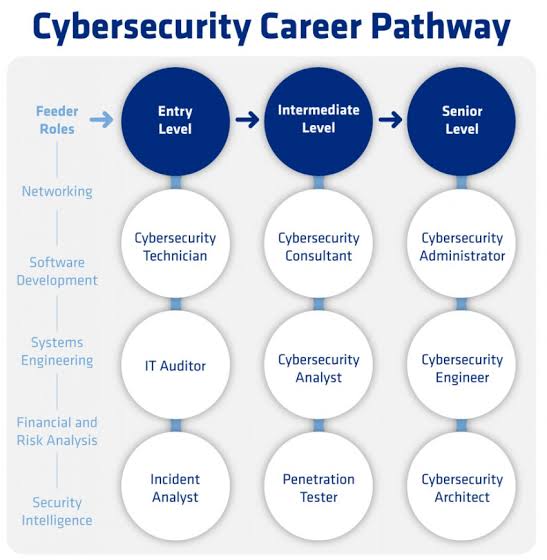 Cybersecurity Career Pathway
Feeder
Roles
Networking
Software
Development
Systems
Engineering
Financial and
Risk Analysis
Security
Intelligence
Entry
Level
Cybersecurity
Technician
IT Auditor
Incident
Analyst
Intermediate
Level
Cybersecurity
Consultant
Cybersecurity
Analyst
Penetration
Tester
Senior
Level
Cybersecurity
Administrator
Cybersecurity
Engineer
Cybersecurity
Architect